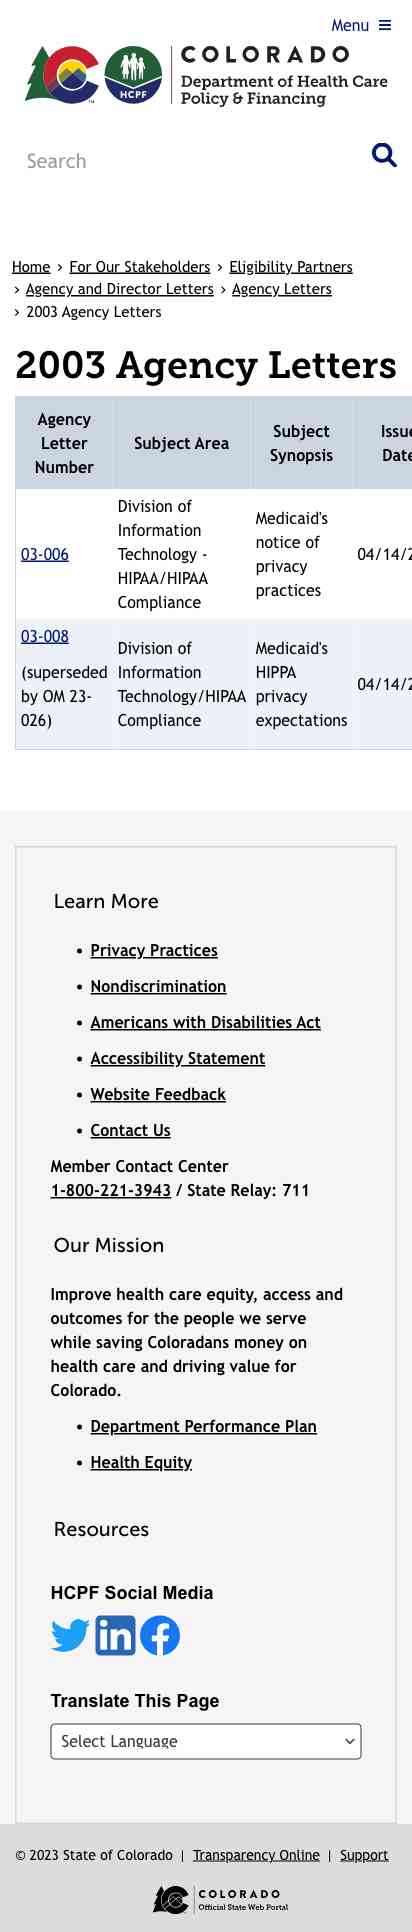 Menu
COLORADO
Department of Health Care
Policy & Financing
HCPF
TM
Search
Home › For Our Stakeholders › Eligibility Partners
› Agency and Director Letters › Agency Letters
› 2003 Agency Letters
2003 Agency Letters
Agency Letter Number
Subject Area
Subject Synopsis
Issue
Date
03-006
Division of
Information
Technology -
HIPAA/HIPAA
Compliance
Medicaid's
notice of
privacy
practices
04/14/2
03-008
(superseded
by OM 23-
026)
Division of
Information
Technology/HIPAA
Compliance
Medicaid's
HIPPA
privacy
expectations
04/14/2
Learn More
• Privacy Practices
• Nondiscrimination
• Americans with Disabilities Act
• Accessibility Statement
• Website Feedback
• Contact Us
Member Contact Center
1-800-221-3943 / State Relay: 711
Our Mission
Improve health care equity, access and
outcomes for the people we serve
while saving Coloradans money on
health care and driving value for
Colorado.
• Department Performance Plan
• Health Equity
Resources
HCPF Social Media
Translate This Page
Select Language
© 2023 State of Colorado | Transparency Online | Support
COLORADO
Official State Web Portal